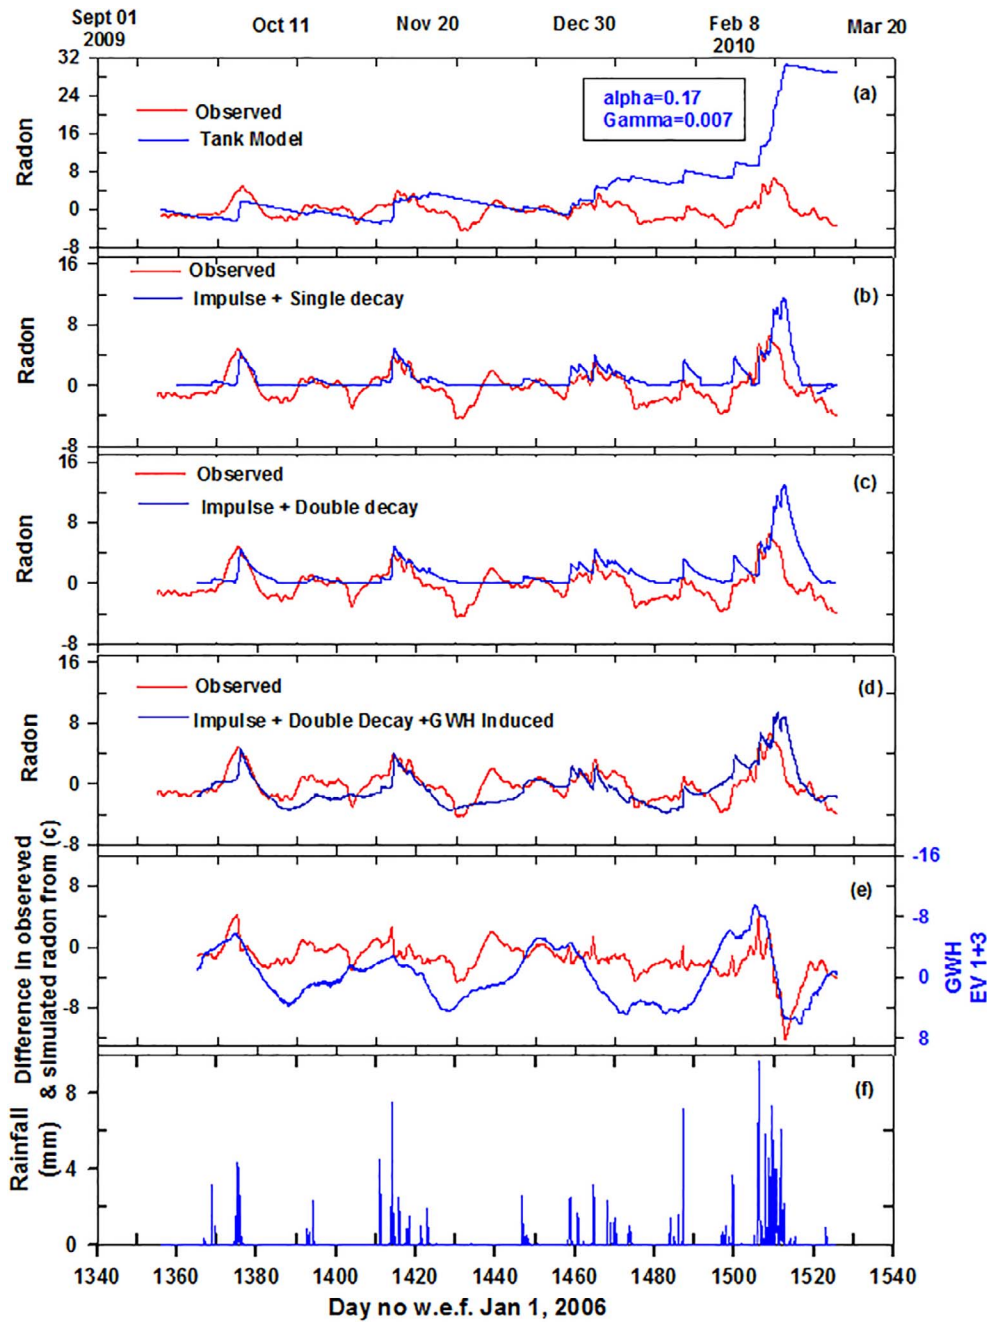 Sept 01
2009
Oct 11
Nov 20
Dec 30
Feb 8
2010
Mar 20
32
24
16
8
0
-8
Radon
Observed
Tank Model
alpha=0.17
Gamma=0.007
(a)
16
8
0
-8
Radon
Observed
Impulse + Single decay
(b)
16
8
0
-8
Radon
Observed
Impulse + Double decay
(c)
16
8
0
-8
Radon
Observed
Impulse + Double Decay +GWH Induced
(d)
8
0
-8
Difference in obsereved
& simulated radon from (c)
(e)
-16
-8
0
8
GWH
EV 1+3
8
4
0
Rainfall
(mm)
(f)
1340
1360
1380
1400
1420
1440
1460
1480
1500
1520
1540
Day no w.e.f. Jan 1, 2006